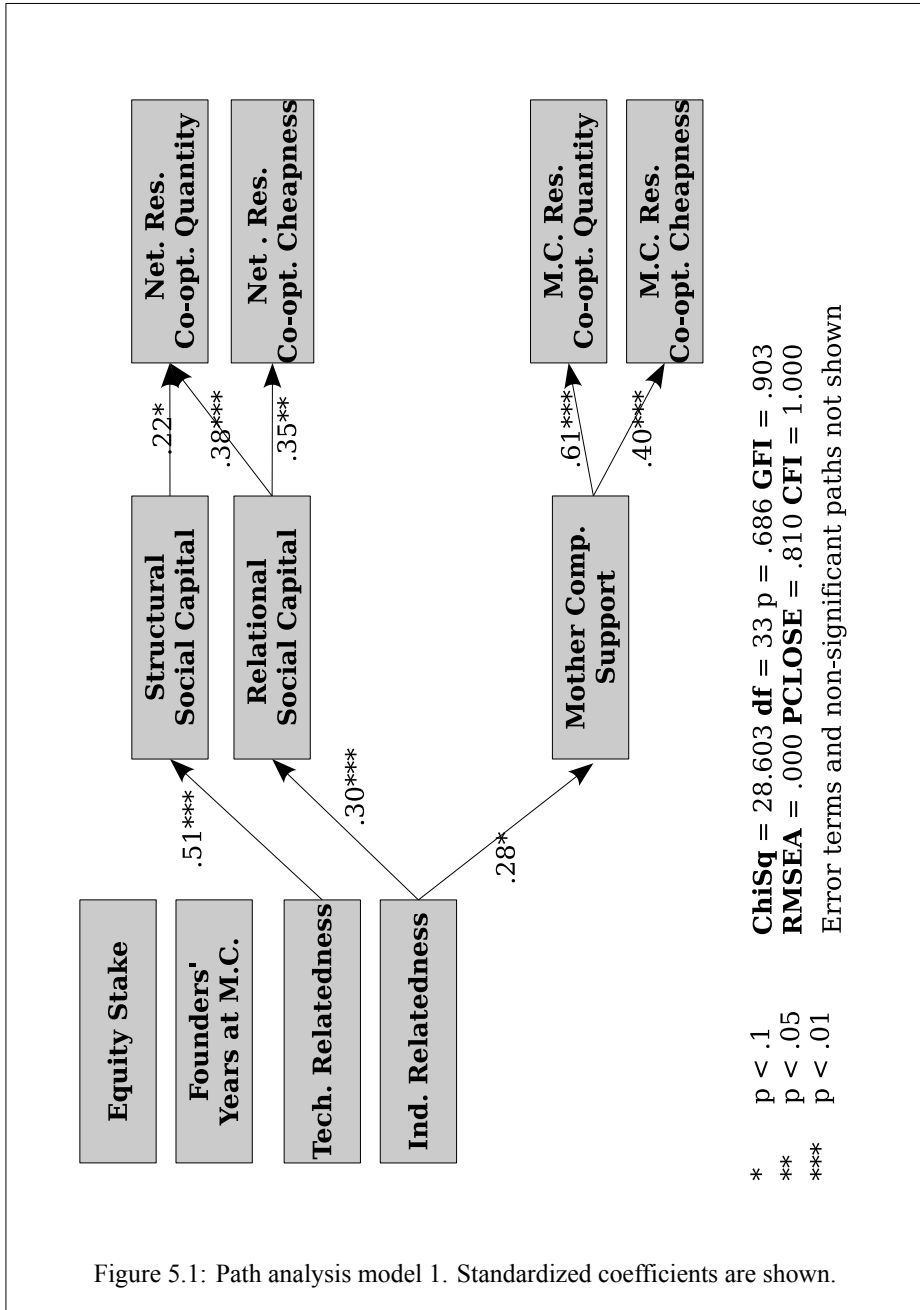 Equity Stake
Founders'
Years at M.C.
Tech. Relatedness
Ind. Relatedness
.51***
.30***
.28*
Structural
Social Capital
Relational
Social Capital
Mother Comp.
Support
.22*
.38***
.35**
.61***
.40***
Net. Res.
Co-opt. Quantity
Net . Res.
Co-opt. Cheapness
M.C. Res.
Co-opt. Quantity
M.C. Res.
Co-opt. Cheapness
* p < .1
** p < .05
*** p < .01
ChiSq = 28.603 df = 33 p = .686 GFI = .903
RMSEA = .000 PCLOSE = .810 CFI = 1.000
Error terms and non-significant paths not shown
Figure 5.1: Path analysis model 1. Standardized coefficients are shown.